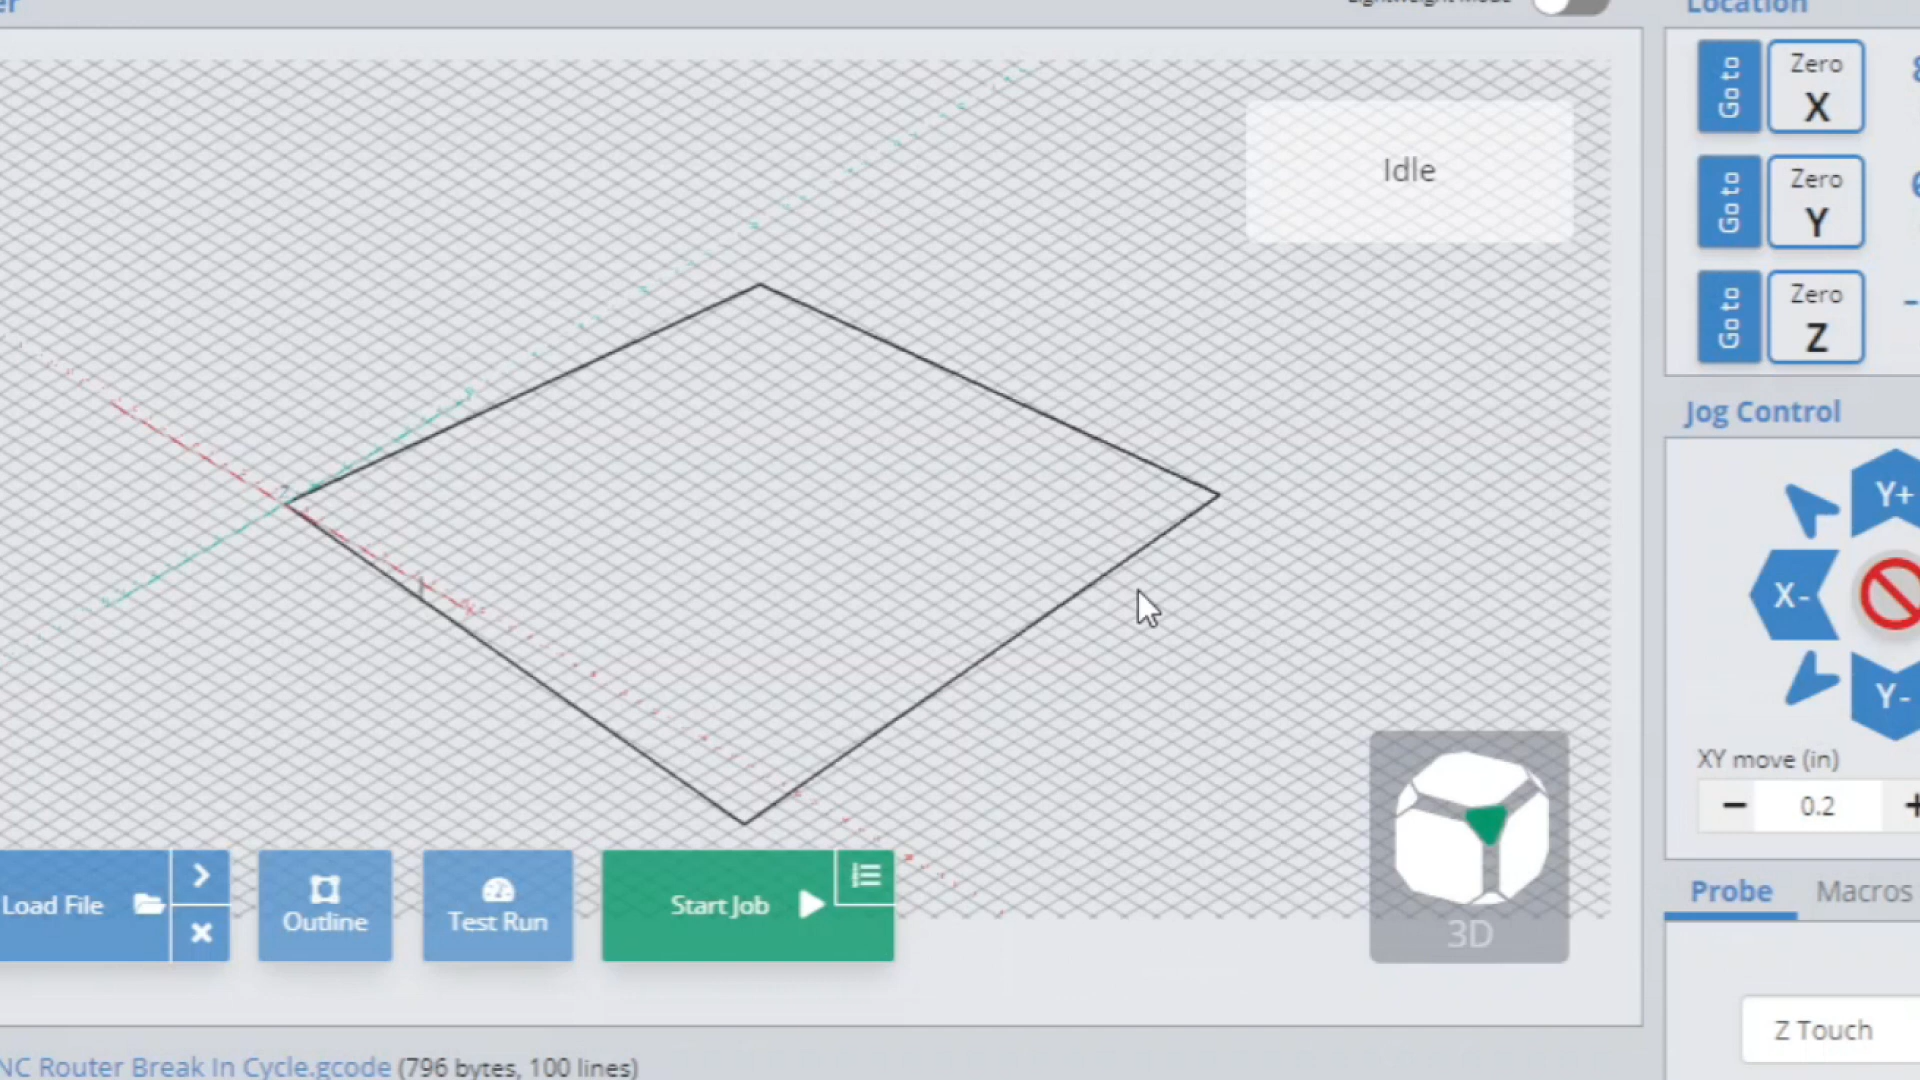 Location
Go to
Zero
X
Idle
Go to
Zero
Y
Go to
Zero
Z
Jog Control
Y+
X-
Y-
XY move (in)
− 0.2 +
3D
Load File
Outline
Test Run
Start Job
Probe Macros
Z Touch
Router Break In Cycle.gcode (796 bytes, 100 lines)